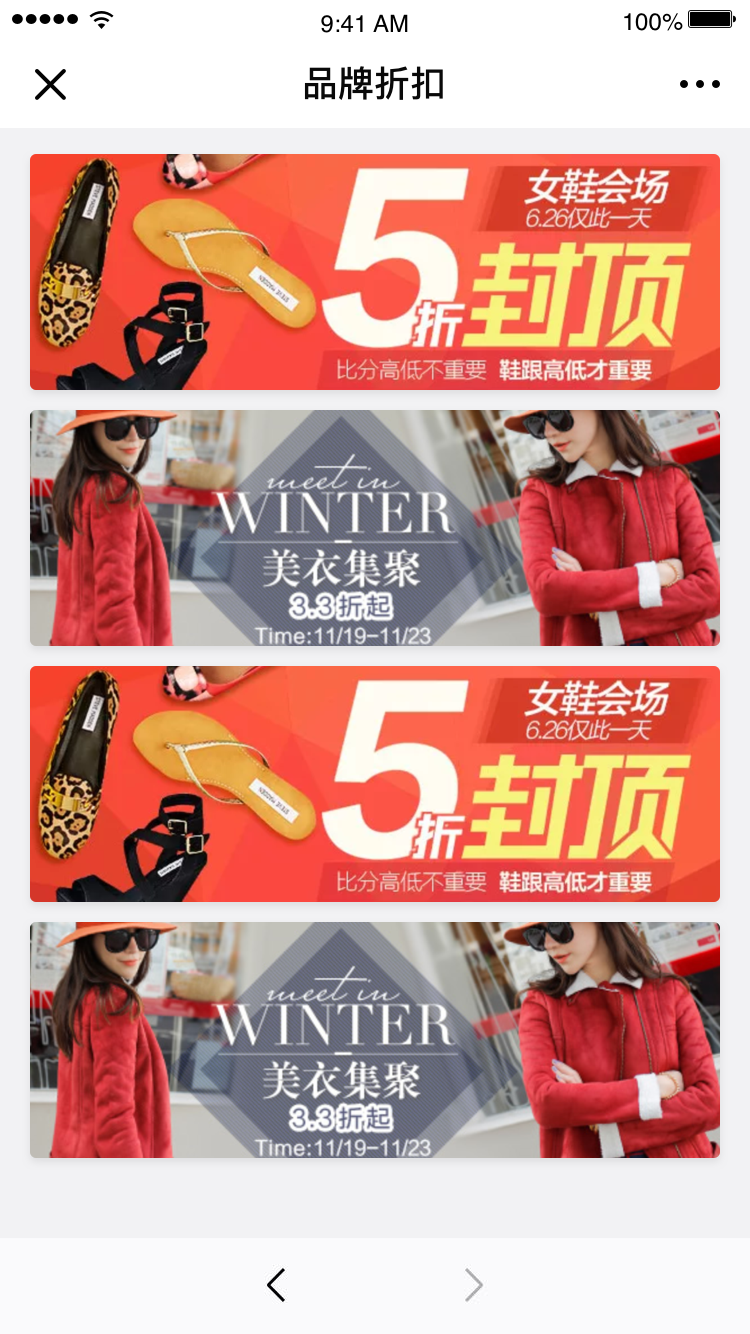 9:41 AM
100%
品牌折扣
女鞋会场
6.26仅此一天
5折封顶
比分高低不重要 鞋跟高低才重要
meet in
WINTER
美衣集聚
3.3折起
Time:11/19-11/23
女鞋会场
6.26仅此一天
5折封顶
比分高低不重要 鞋跟高低才重要
meet in
WINTER
美衣集聚
3.3折起
Time:11/19-11/23